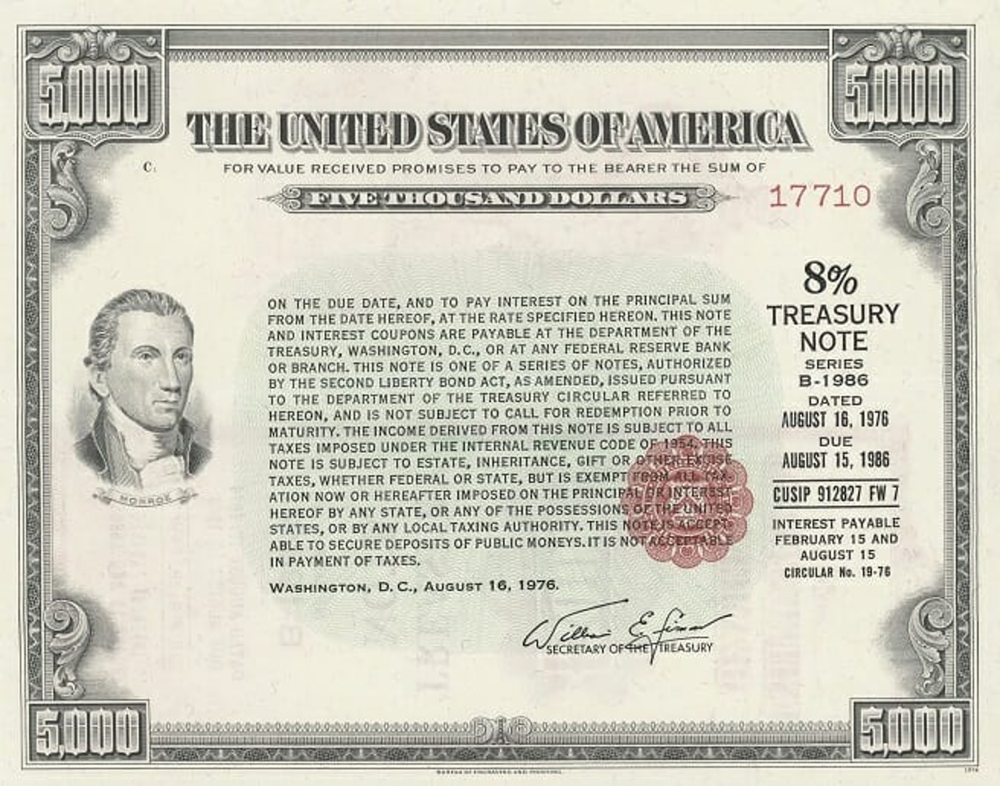 5,000
5,000
THE UNITED STATES OF AMERICA
C.
FOR VALUE RECEIVED PROMISES TO PAY TO THE BEARER THE SUM OF
FIVE THOUSAND DOLLARS
17710
ON THE DUE DATE, AND TO PAY INTEREST ON THE PRINCIPAL SUM
FROM THE DATE HEREOF, AT THE RATE SPECIFIED HEREON. THIS NOTE
AND INTEREST COUPONS ARE PAYABLE AT THE DEPARTMENT OF THE
TREASURY, WASHINGTON, D.C., OR AT ANY FEDERAL RESERVE BANK
OR BRANCH. THIS NOTE IS ONE OF A SERIES OF NOTES, AUTHORIZED
BY THE SECOND LIBERTY BOND ACT, AS AMENDED, ISSUED PURSUANT
TO THE DEPARTMENT OF THE TREASURY CIRCULAR REFERRED TO
HEREON, AND IS NOT SUBJECT TO CALL FOR REDEMPTION PRIOR TO
MATURITY. THE INCOME DERIVED FROM THIS NOTE IS SUBJECT TO ALL
TAXES IMPOSED UNDER THE INTERNAL REVENUE CODE OF 1954. THIS
NOTE IS SUBJECT TO ESTATE, INHERITANCE, GIFT OR OTHER EXCISE
TAXES, WHETHER FEDERAL OR STATE, BUT IS EXEMPT FROM ALL TAX-
ATION NOW OR HEREAFTER IMPOSED ON THE PRINCIPAL OR INTEREST
HEREOF BY ANY STATE, OR ANY OF THE POSSESSIONS OF THE UNITED
STATES, OR BY ANY LOCAL TAXING AUTHORITY. THIS NOTE IS ACCEPT-
ABLE TO SECURE DEPOSITS OF PUBLIC MONEYS. IT IS NOT ACCEPTABLE
IN PAYMENT OF TAXES.
WASHINGTON, D. C., AUGUST 16, 1976.
William E. Simon
SECRETARY OF THE TREASURY
MONROE
8%
TREASURY
NOTE
SERIES
B-1986
DATED
AUGUST 16, 1976
DUE
AUGUST 15, 1986
CUSIP 912827 FW 7
INTEREST PAYABLE
FEBRUARY 15 AND
AUGUST 15
CIRCULAR No. 19-76
5,000
5,000
BUREAU OF ENGRAVING AND PRINTING